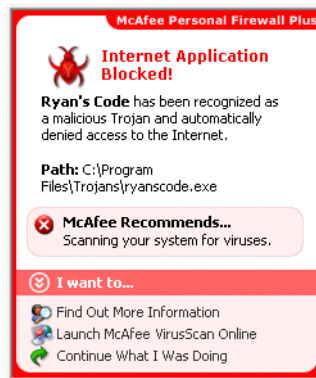 McAfee Personal Firewall Plus
Internet Application
Blocked!
Ryan's Code has been recognized as
a malicious Trojan and automatically
denied access to the Internet.
Path: C:\Program
Files\Trojans\ryanscode.exe
McAfee Recommends...
Scanning your system for viruses.
I want to...
Find Out More Information
Launch McAfee VirusScan Online
Continue What I Was Doing